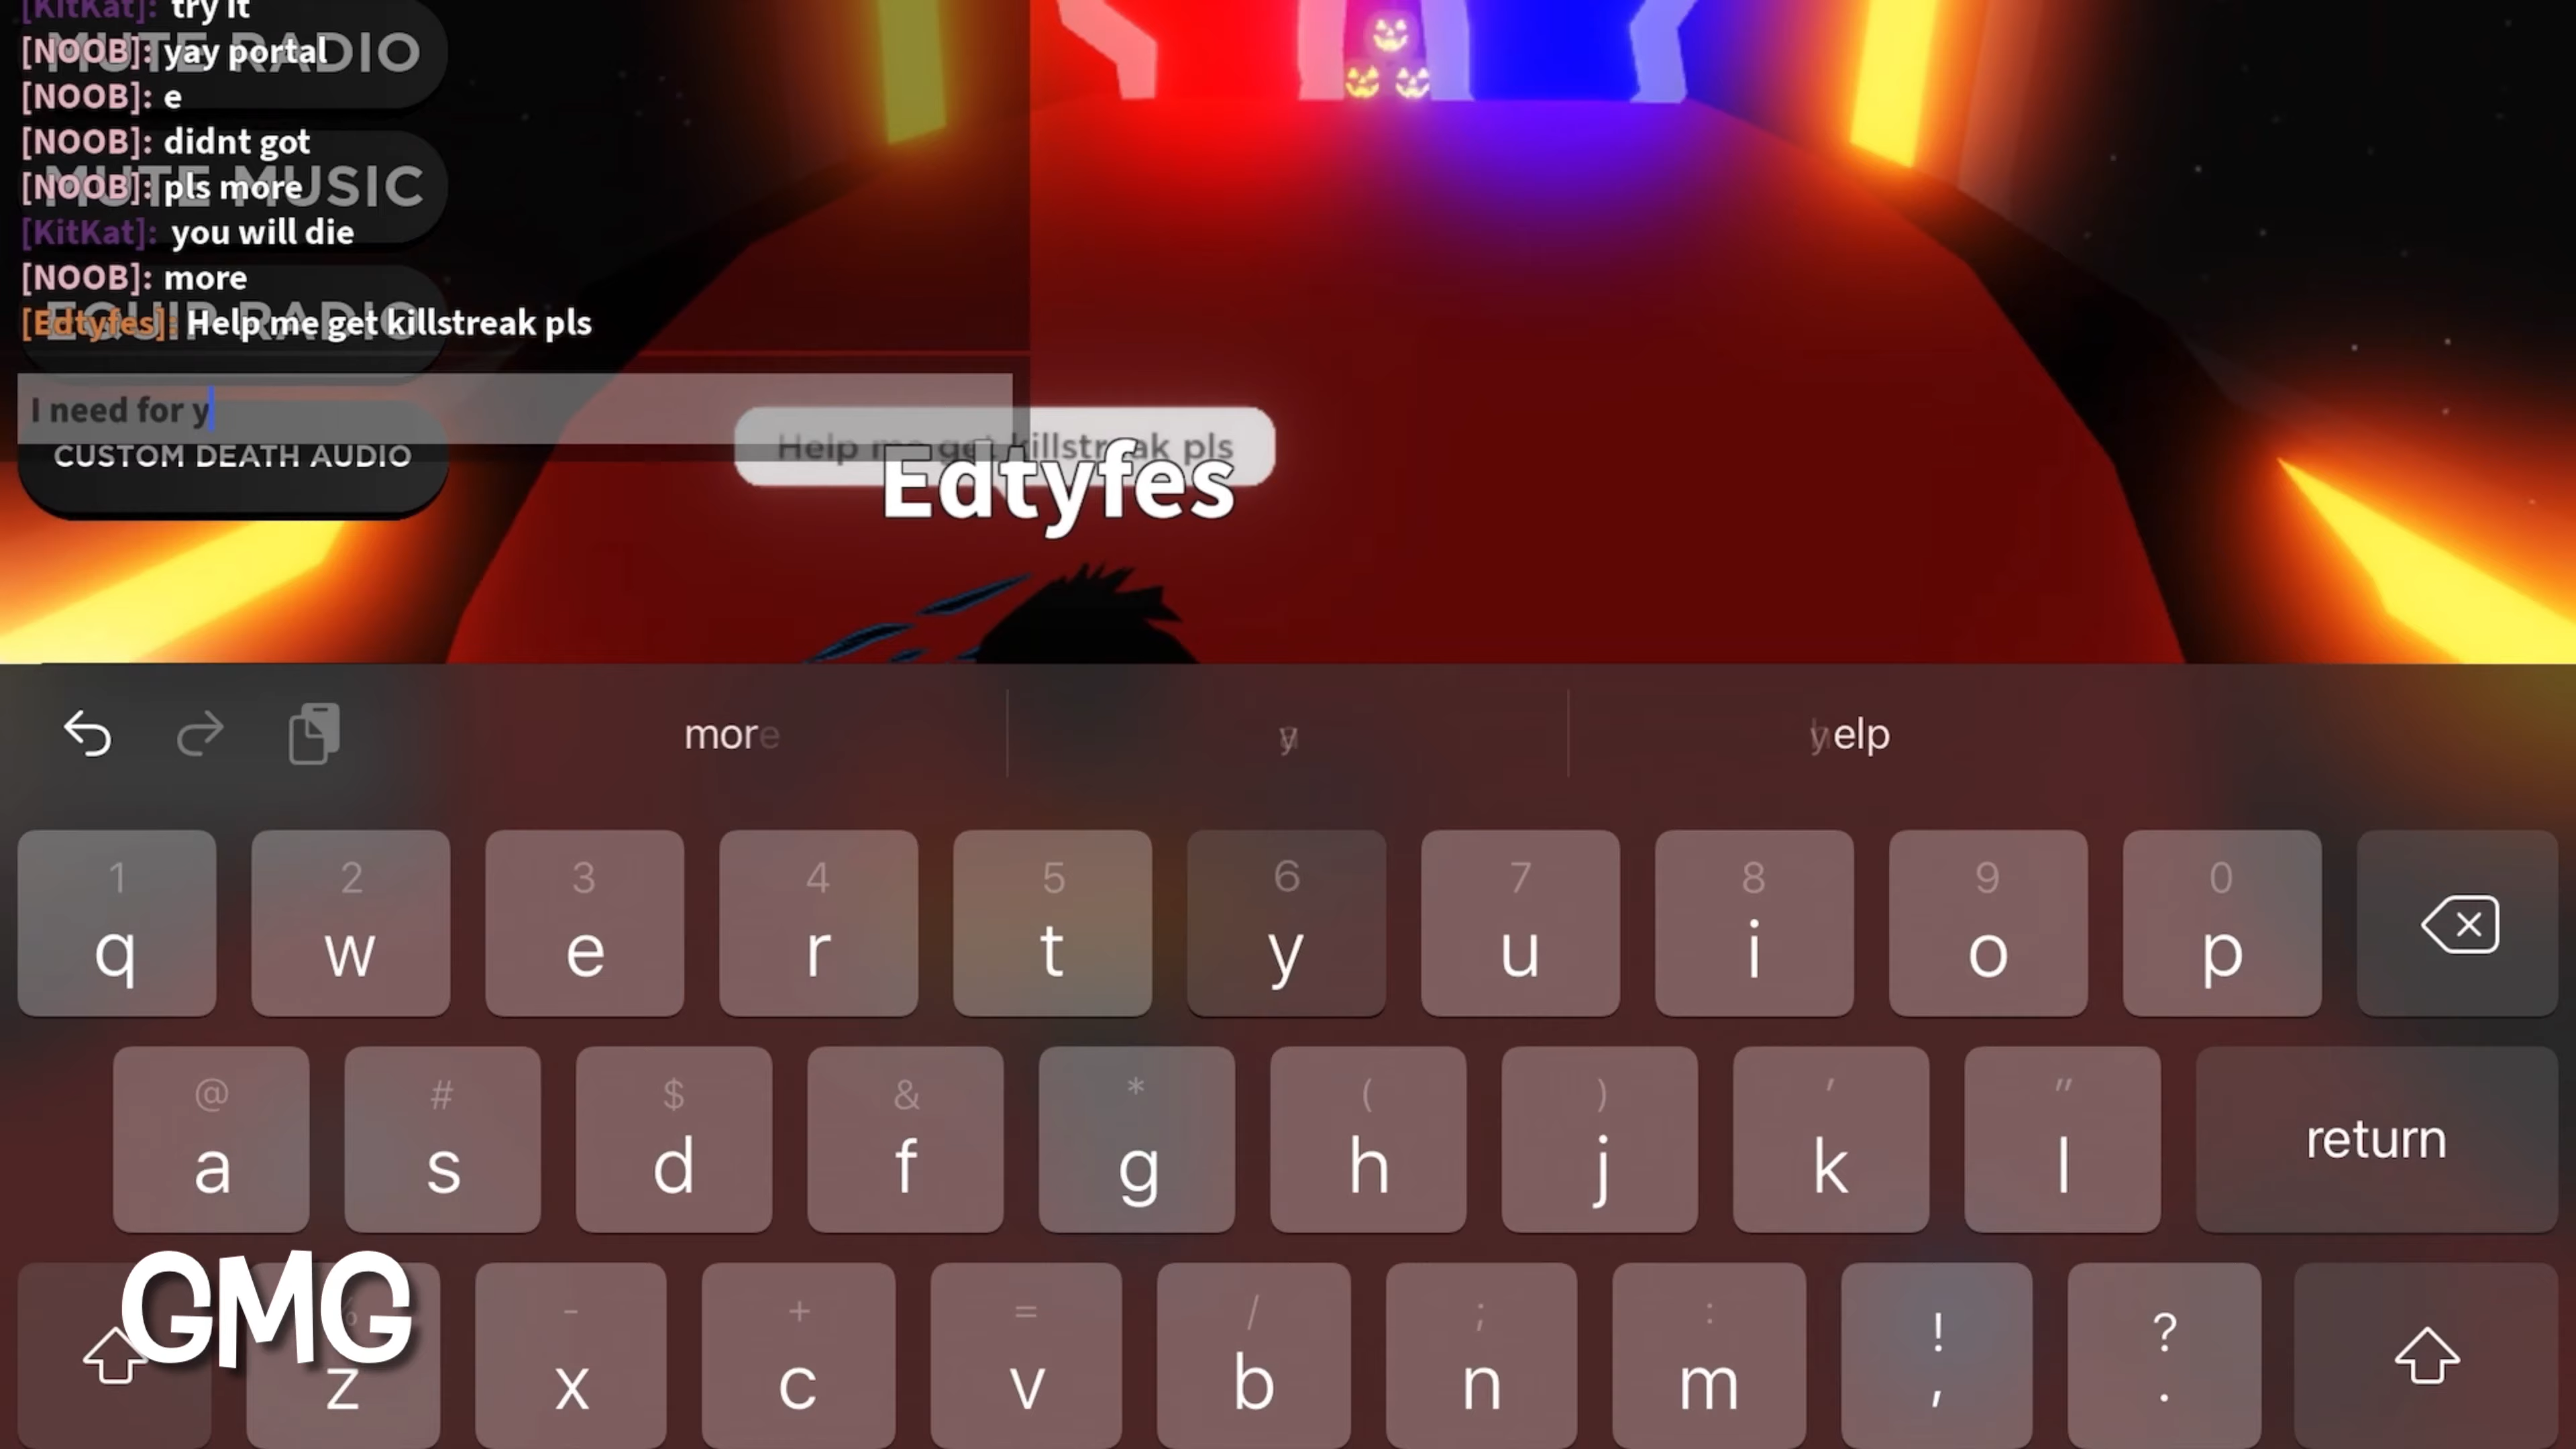 [KitKat]: try it
[NOOB]: yay portal
MUTE RADIO
[NOOB]: e
[NOOB]: didnt got
[NOOB]: pls more
MUTE MUSIC
[KitKat]: you will die
[NOOB]: more
[Edtyfes]: Help me get killstreak pls
EQUIP RADIO
I need for y
CUSTOM DEATH AUDIO
Help me get killstreak pls
Edtyfes
more
y
help
1 2 3 4 5 6 7 8 9 0
q w e r t y u i o p
@ # $ & * ( ) ' "
a s d f g h j k l return
GMG
% - + = / ; : ! ?
z x c v b n m , .